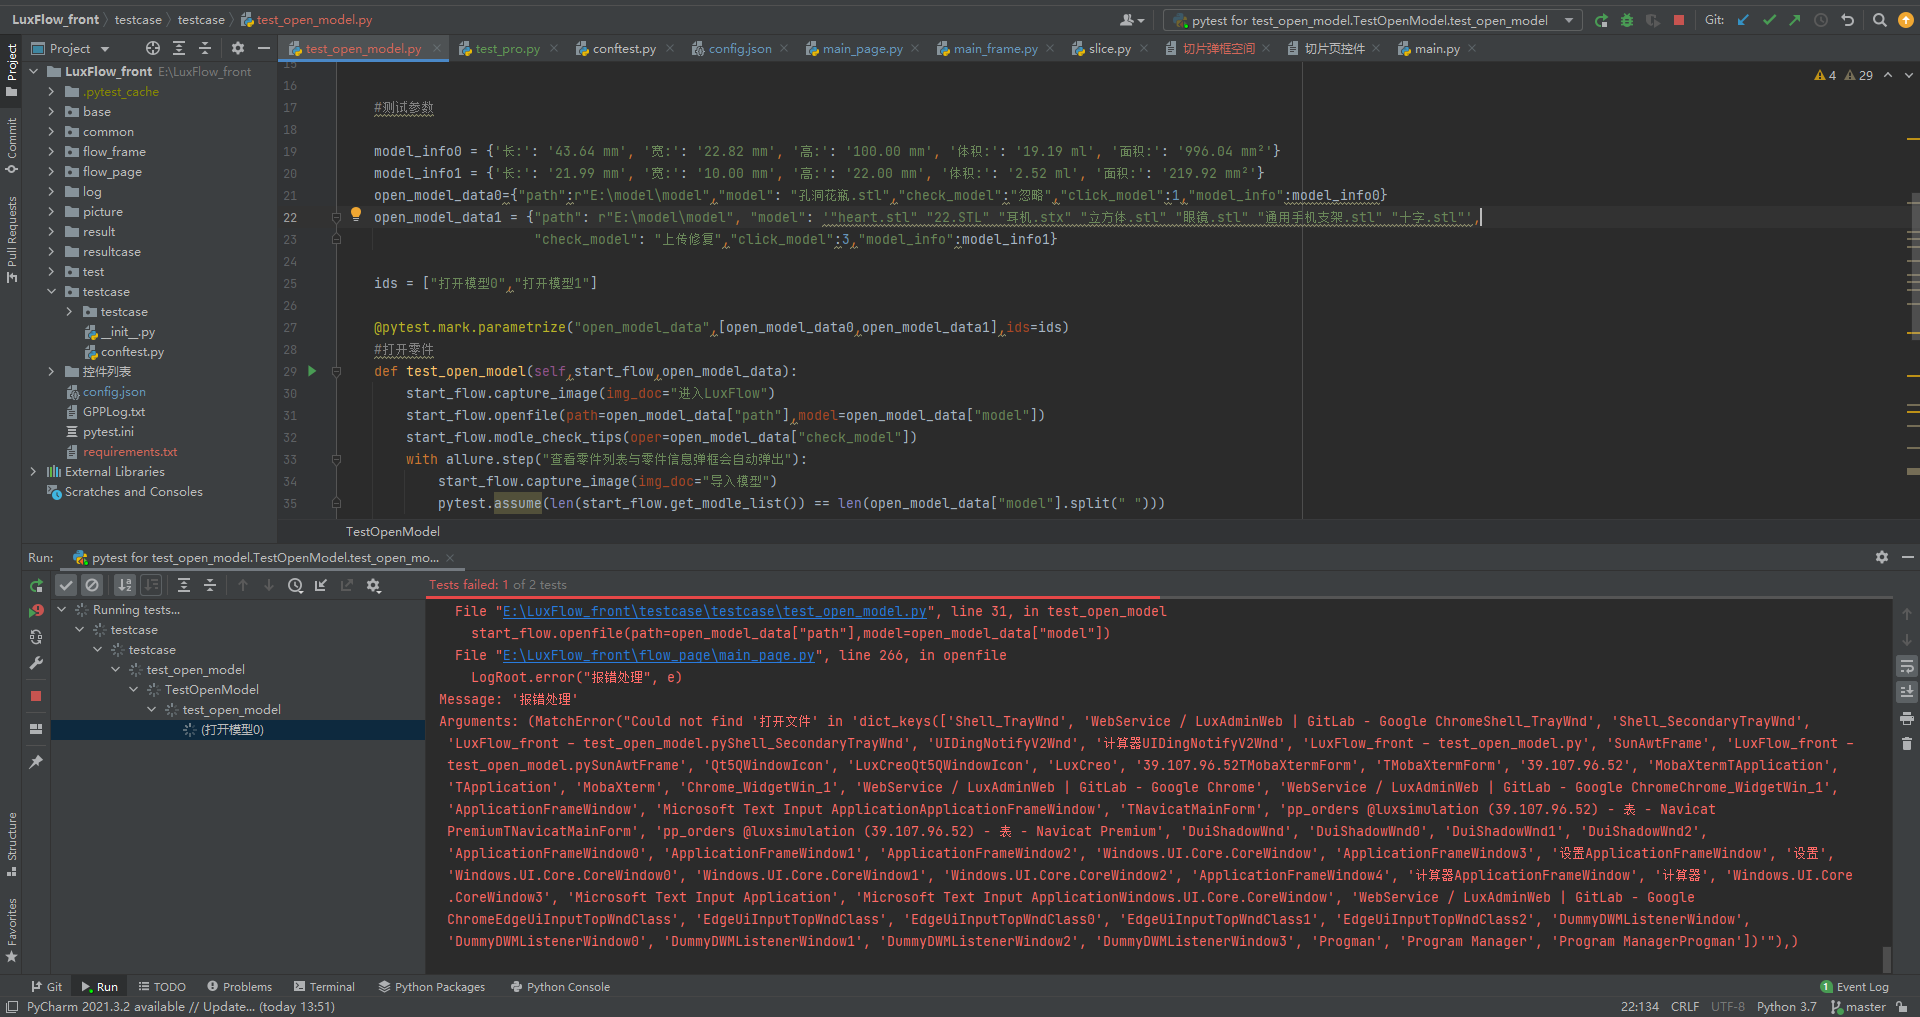 LuxFlow_front testcase testcase test_open_model.py
pytest for test_open_model.TestOpenModel.test_open_model
Git:
Project
test_open_model.py
test_pro.py
conftest.py
config.json
main_page.py
main_frame.py
slice.py
切片弹框空间
切片页控件
main.py
LuxFlow_front E:\LuxFlow_front
.pytest_cache
base
common
flow_frame
flow_page
log
picture
result
resultcase
test
testcase
testcase
__init__.py
conftest.py
控件列表
config.json
GPPLog.txt
pytest.ini
requirements.txt
External Libraries
Scratches and Consoles
Project
Commit
Pull Requests
Structure
Favorites
4 29
15
16
17 #测试参数
18
19 model_info0 = {'长:': '43.64 mm', '宽:': '22.82 mm', '高:': '100.00 mm', '体积:': '19.19 ml', '面积:': '996.04 mm²'}
20 model_info1 = {'长:': '21.99 mm', '宽:': '10.00 mm', '高:': '22.00 mm', '体积:': '2.52 ml', '面积:': '219.92 mm²'}
21 open_model_data0={"path":r"E:\model\model","model": "孔洞花瓶.stl","check_model":"忽略","click_model":1,"model_info":model_info0}
22 open_model_data1 = {"path": r"E:\model\model", "model": '"heart.stl" "22.STL" "耳机.stx" "立方体.stl" "眼镜.stl" "通用手机支架.stl" "十字.stl"',
23 "check_model": "上传修复","click_model":3,"model_info":model_info1}
24
25 ids = ["打开模型0","打开模型1"]
26
27 @pytest.mark.parametrize("open_model_data",[open_model_data0,open_model_data1],ids=ids)
28 #打开零件
29 def test_open_model(self,start_flow,open_model_data):
30 start_flow.capture_image(img_doc="进入LuxFlow")
31 start_flow.openfile(path=open_model_data["path"],model=open_model_data["model"])
32 start_flow.modle_check_tips(oper=open_model_data["check_model"])
33 with allure.step("查看零件列表与零件信息弹框会自动弹出"):
34 start_flow.capture_image(img_doc="导入模型")
35 pytest.assume(len(start_flow.get_modle_list()) == len(open_model_data["model"].split(" ")))
TestOpenModel
Run: pytest for test_open_model.TestOpenModel.test_open_mo...
Tests failed: 1 of 2 tests
Running tests...
testcase
testcase
test_open_model
TestOpenModel
test_open_model
(打开模型0)
File "E:\LuxFlow_front\testcase\testcase\test_open_model.py", line 31, in test_open_model
start_flow.openfile(path=open_model_data["path"],model=open_model_data["model"])
File "E:\LuxFlow_front\flow_page\main_page.py", line 266, in openfile
LogRoot.error("报错处理", e)
Message: '报错处理'
Arguments: (MatchError("Could not find '打开文件' in 'dict_keys(['Shell_TrayWnd', 'WebService / LuxAdminWeb | GitLab - Google ChromeShell_TrayWnd', 'Shell_SecondaryTrayWnd',
'LuxFlow_front – test_open_model.pyShell_SecondaryTrayWnd', 'UIDingNotifyV2Wnd', '计算器UIDingNotifyV2Wnd', 'LuxFlow_front – test_open_model.py', 'SunAwtFrame', 'LuxFlow_front –
test_open_model.pySunAwtFrame', 'Qt5QWindowIcon', 'LuxCreoQt5QWindowIcon', 'LuxCreo', '39.107.96.52TMobaXtermForm', 'TMobaXtermForm', '39.107.96.52', 'MobaXtermTApplication',
'TApplication', 'MobaXterm', 'Chrome_WidgetWin_1', 'WebService / LuxAdminWeb | GitLab - Google Chrome', 'WebService / LuxAdminWeb | GitLab - Google ChromeChrome_WidgetWin_1',
'ApplicationFrameWindow', 'Microsoft Text Input ApplicationApplicationFrameWindow', 'TNavicatMainForm', 'pp_orders @luxsimulation (39.107.96.52) - 表 - Navicat
PremiumTNavicatMainForm', 'pp_orders @luxsimulation (39.107.96.52) - 表 - Navicat Premium', 'DuiShadowWnd', 'DuiShadowWnd0', 'DuiShadowWnd1', 'DuiShadowWnd2',
'ApplicationFrameWindow0', 'ApplicationFrameWindow1', 'ApplicationFrameWindow2', 'Windows.UI.Core.CoreWindow', 'ApplicationFrameWindow3', '设置ApplicationFrameWindow', '设置',
'Windows.UI.Core.CoreWindow0', 'Windows.UI.Core.CoreWindow1', 'Windows.UI.Core.CoreWindow2', 'ApplicationFrameWindow4', '计算器ApplicationFrameWindow', '计算器', 'Windows.UI.Core
.CoreWindow3', 'Microsoft Text Input Application', 'Microsoft Text Input ApplicationWindows.UI.Core.CoreWindow', 'WebService / LuxAdminWeb | GitLab - Google
ChromeEdgeUiInputTopWndClass', 'EdgeUiInputTopWndClass', 'EdgeUiInputTopWndClass0', 'EdgeUiInputTopWndClass1', 'EdgeUiInputTopWndClass2', 'DummyDWMListenerWindow',
'DummyDWMListenerWindow0', 'DummyDWMListenerWindow1', 'DummyDWMListenerWindow2', 'DummyDWMListenerWindow3', 'Progman', 'Program Manager', 'Program ManagerProgman'])'"),)
Git Run TODO Problems Terminal Python Packages Python Console
1 Event Log
PyCharm 2021.3.2 available // Update... (today 13:51)
22:134 CRLF UTF-8 Python 3.7 master